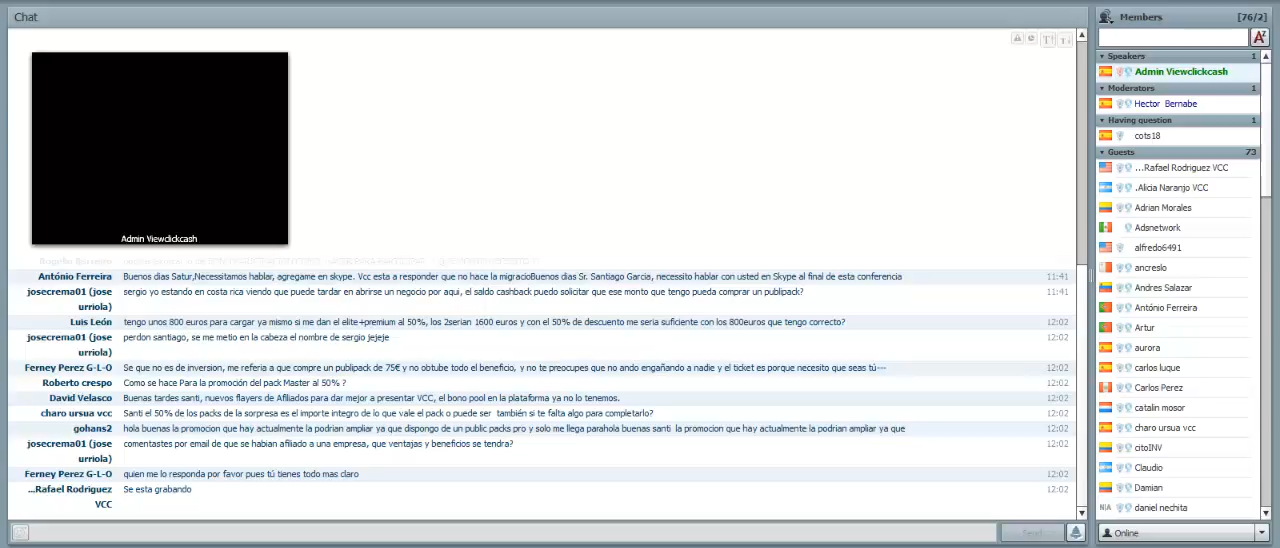 Chat
Admin Viewclickcash
António Ferreira Buenos dias Satur,Necessitamos hablar, agregame en skype. Vcc esta a responder que no hace la migracioBuenos dias Sr. Santiago Garcia, necessito hablar con usted en Skype al final de esta conferencia 11:41
josecrema01 (jose sergio yo estando en costa rica viendo que puede tardar en abrirse un negocio por aqui, el saldo cashback puedo solicitar que ese monto que tengo pueda comprar un publipack? 11:41
urriola)
Luis León tengo unos 800 euros para cargar ya mismo si me dan el elite+premium al 50%, los 2serian 1600 euros y con el 50% de descuento me seria suficiente con los 800euros que tengo correcto? 12:02
josecrema01 (jose perdon santiago, se me metio en la cabeza el nombre de sergio jejeje 12:02
urriola)
Ferney Perez G-L-O Se que no es de inversion, me referia a que compre un publipack de 75€ y no obtube todo el beneficio, y no te preocupes que no ando engañando a nadie y el ticket es porque necesito que seas tú--- 12:02
Roberto crespo Como se hace Para la promoción del pack Master al 50% ? 12:02
David Velasco Buenas tardes santi, nuevos flayers de Afiliados para dar mejor a presentar VCC, el bono pool en la plataforma ya no lo tenemos. 12:02
charo ursua vcc Santi el 50% de los packs de la sorpresa es el importe integro de lo que vale el pack o puede ser también si te falta algo para completarlo? 12:02
gohans2 hola buenas la promocion que hay actualmente la podrian ampliar ya que dispongo de un public packs pro y solo me llega parahola buenas santi la promocion que hay actualmente la podrian ampliar ya que 12:02
josecrema01 (jose comentastes por email de que se habian afliado a una empresa, que ventajas y beneficios se tendra? 12:02
urriola)
Ferney Perez G-L-O quien me lo responda por favor pues tú tienes todo mas claro 12:02
...Rafael Rodriguez Se esta grabando 12:02
VCC
Members [76/2]
Speakers 1
Admin Viewclickcash
Moderators 1
Hector Bernabe
Having question 1
cots18
Guests 73
...Rafael Rodriguez VCC
.Alicia Naranjo VCC
Adrian Morales
Adsnetwork
alfredo6491
ancreslo
Andres Salazar
António Ferreira
Artur
aurora
carlos luque
Carlos Perez
catalin mosor
charo ursua vcc
citoINV
Claudio
Damian
N|A daniel nechita
Online